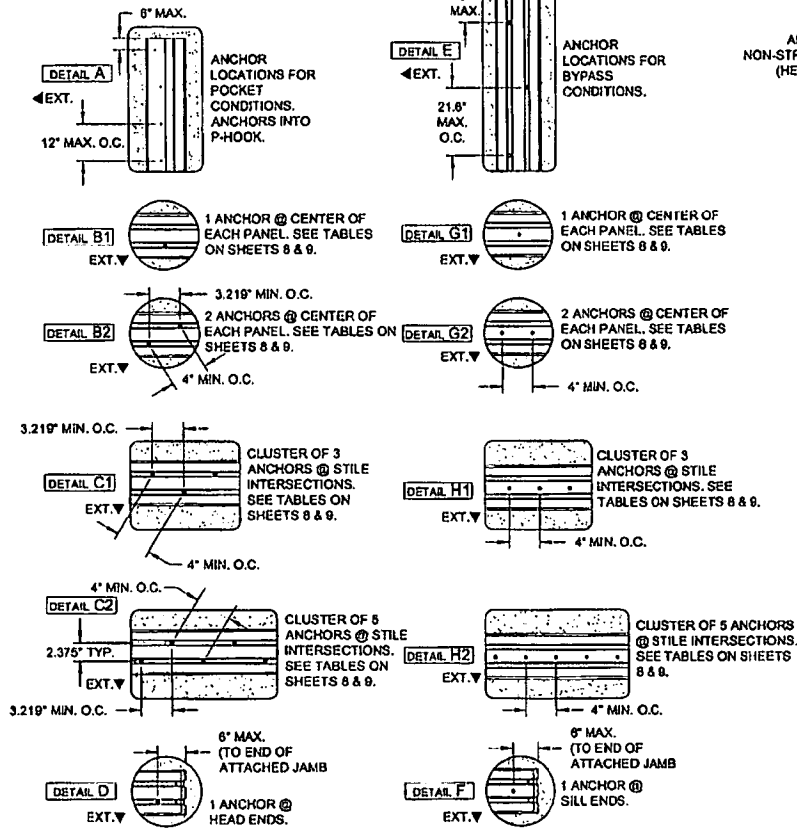 6" MAX.
DETAIL A
◀EXT.
12" MAX. O.C.
ANCHOR
LOCATIONS FOR
POCKET
CONDITIONS.
ANCHORS INTO
P-HOOK.
MAX.
DETAIL E
◀EXT.
21.6"
MAX.
O.C.
ANCHOR
LOCATIONS FOR
BYPASS
CONDITIONS.
NON-STR
(HE
DETAIL B1
EXT.▼
1 ANCHOR @ CENTER OF
EACH PANEL. SEE TABLES
ON SHEETS 8 & 9.
DETAIL G1
EXT.▼
1 ANCHOR @ CENTER OF
EACH PANEL. SEE TABLES
ON SHEETS 8 & 9.
3.219" MIN. O.C.
DETAIL B2
EXT.▼
2 ANCHORS @ CENTER OF
EACH PANEL. SEE TABLES ON
SHEETS 8 & 9.
4" MIN. O.C.
DETAIL G2
EXT.▼
2 ANCHORS @ CENTER OF
EACH PANEL. SEE TABLES
ON SHEETS 8 & 9.
4" MIN. O.C.
3.219" MIN. O.C.
DETAIL C1
EXT.▼
CLUSTER OF 3
ANCHORS @ STILE
INTERSECTIONS.
SEE TABLES ON
SHEETS 8 & 9.
4" MIN. O.C.
DETAIL H1
EXT.▼
CLUSTER OF 3
ANCHORS @ STILE
INTERSECTIONS. SEE
TABLES ON SHEETS 8 & 9.
4" MIN. O.C.
4" MIN. O.C.
DETAIL C2
2.375" TYP.
EXT.▼
3.219" MIN. O.C.
CLUSTER OF 5
ANCHORS @ STILE
INTERSECTIONS.
SEE TABLES ON
SHEETS 8 & 9.
DETAIL H2
EXT.▼
CLUSTER OF 5 ANCHORS
@ STILE INTERSECTIONS.
SEE TABLES ON SHEETS
8 & 9.
4" MIN. O.C.
6" MAX.
(TO END OF
ATTACHED JAMB
DETAIL D
EXT.▼
1 ANCHOR @
HEAD ENDS.
6" MAX.
(TO END OF
ATTACHED JAMB
DETAIL F
EXT.▼
1 ANCHOR @
SILL ENDS.